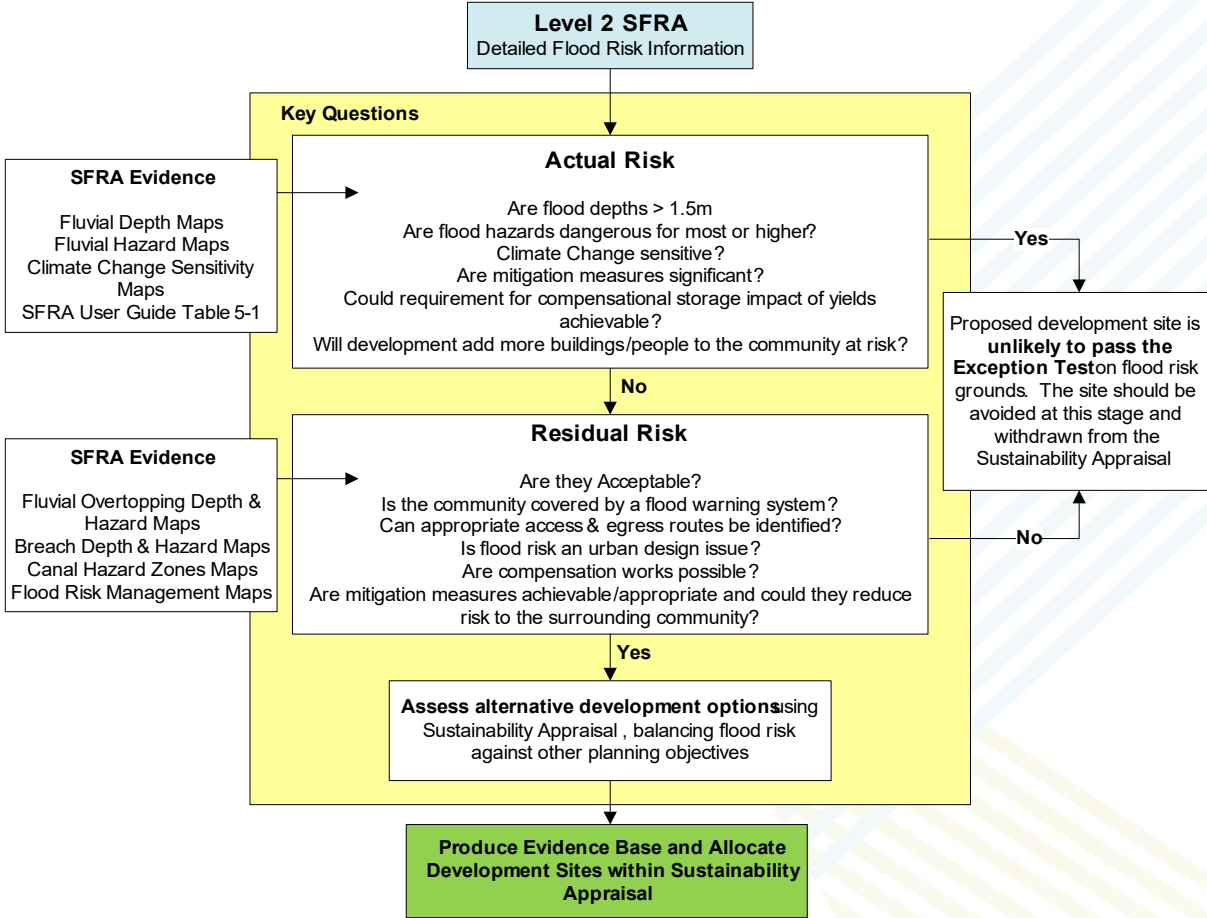 Level 2 SFRA
Detailed Flood Risk Information
Key Questions
Actual Risk
Are flood depths > 1.5m
Are flood hazards dangerous for most or higher?
Climate Change sensitive?
Are mitigation measures significant?
Could requirement for compensational storage impact of yields
achievable?
Will development add more buildings/people to the community at risk?
SFRA Evidence
Fluvial Depth Maps
Fluvial Hazard Maps
Climate Change Sensitivity
Maps
SFRA User Guide Table 5-1
Yes
Proposed development site is
unlikely to pass the
Exception Test on flood risk
grounds. The site should be
avoided at this stage and
withdrawn from the
Sustainability Appraisal
No
Residual Risk
Are they Acceptable?
Is the community covered by a flood warning system?
Can appropriate access & egress routes be identified?
Is flood risk an urban design issue?
Are compensation works possible?
Are mitigation measures achievable/appropriate and could they reduce
risk to the surrounding community?
SFRA Evidence
Fluvial Overtopping Depth &
Hazard Maps
Breach Depth & Hazard Maps
Canal Hazard Zones Maps
Flood Risk Management Maps
No
Yes
Assess alternative development options using
Sustainability Appraisal , balancing flood risk
against other planning objectives
Produce Evidence Base and Allocate
Development Sites within Sustainability
Appraisal